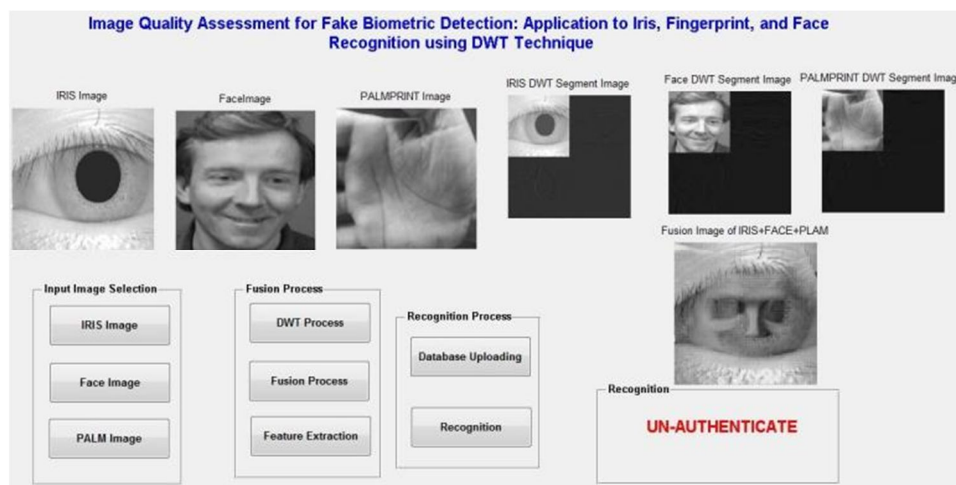 Image Quality Assessment for Fake Biometric Detection: Application to Iris, Fingerprint, and Face
Recognition using DWT Technique
IRIS Image
FaceImage
PALMPRINT Image
IRIS DWT Segment Image
Face DWT Segment Image
PALMPRINT DWT Segment Imag
Fusion Image of IRIS+FACE+PLAM
Input Image Selection
IRIS Image
Face Image
PALM Image
Fusion Process
DWT Process
Fusion Process
Feature Extraction
Recognition Process
Database Uploading
Recognition
Recognition
UN-AUTHENTICATE